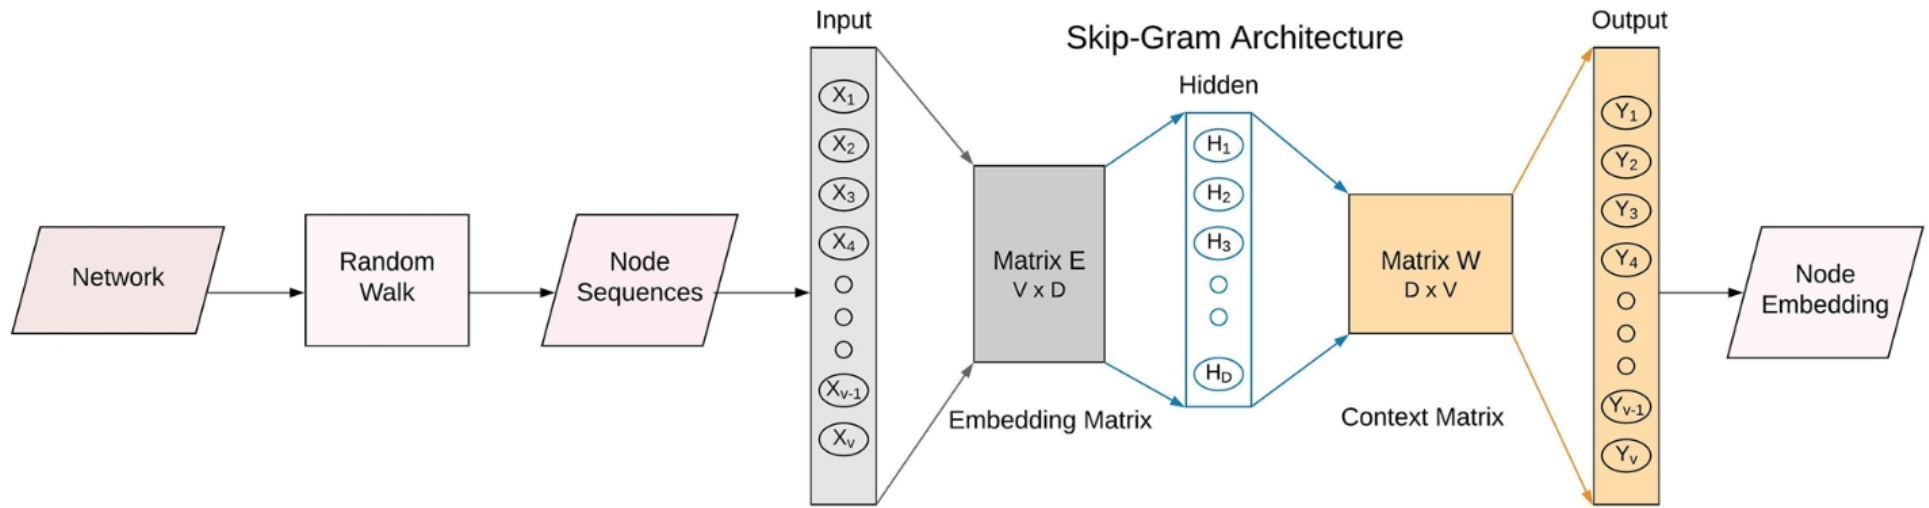 Input
Skip-Gram Architecture
Output
Hidden
X1
X2
X3
X4
Xv-1
Xv
Network
Random
Walk
Node
Sequences
Matrix E
V x D
Embedding Matrix
H1
H2
H3
HD
Matrix W
D x V
Context Matrix
Y1
Y2
Y3
Y4
Yv-1
Yv
Node
Embedding